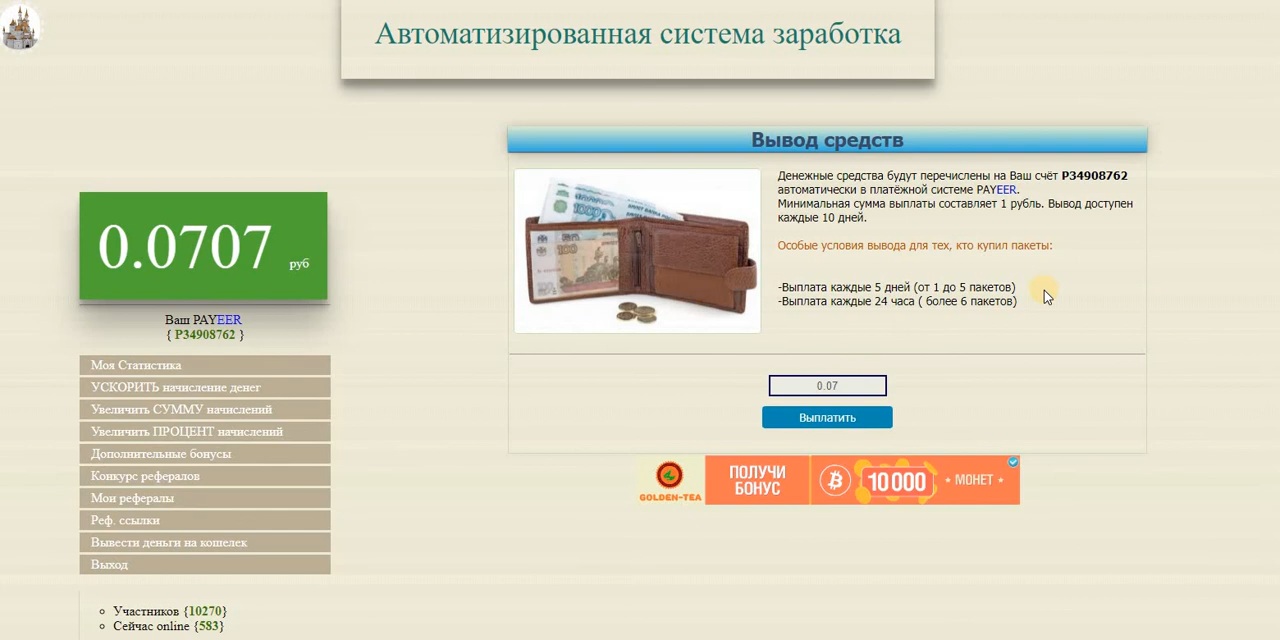 Автоматизированная система заработка
0.0707 руб
Ваш PAYEER
{ P34908762 }
Моя Статистика
УСКОРИТЬ начисление денег
Увеличить СУММУ начислений
Увеличить ПРОЦЕНТ начислений
Дополнительные бонусы
Конкурс рефералов
Мои рефералы
Реф. ссылки
Вывести деньги на кошелек
Выход
Участников {10270}
Сейчас online {583}
Вывод средств
Денежные средства будут перечислены на Ваш счёт P34908762
автоматически в платёжной системе PAYEER.
Минимальная сумма выплаты составляет 1 рубль. Вывод доступен
каждые 10 дней.
Особые условия вывода для тех, кто купил пакеты:
-Выплата каждые 5 дней (от 1 до 5 пакетов)
-Выплата каждые 24 часа ( более 6 пакетов)
0.07
Выплатить
GOLDEN-TEA
ПОЛУЧИ
БОНУС
10 000
МОНЕТ